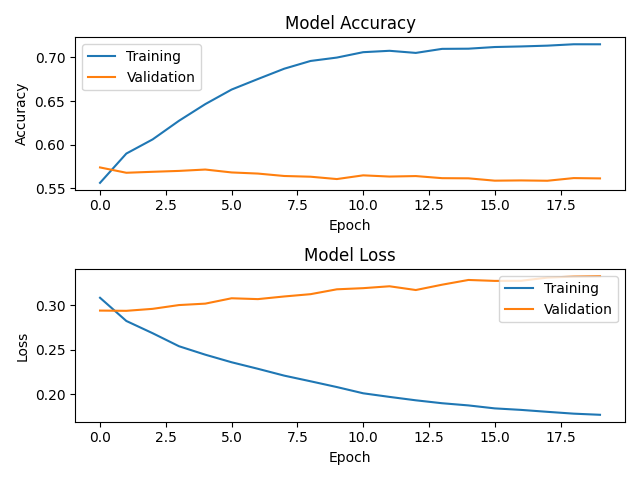 Model Accuracy
Training
Validation
0.70
0.65
0.60
0.55
Accuracy
0.0 2.5 5.0 7.5 10.0 12.5 15.0 17.5
Epoch
Model Loss
Training
Validation
0.30
0.25
0.20
Loss
0.0 2.5 5.0 7.5 10.0 12.5 15.0 17.5
Epoch